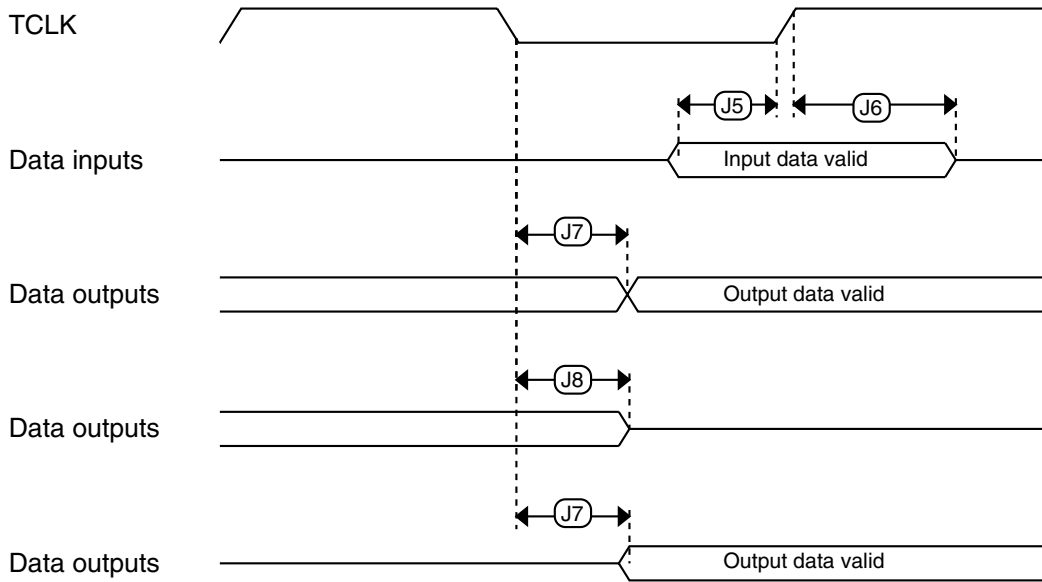 TCLK
J5
J6
Data inputs
Input data valid
J7
Data outputs
Output data valid
J8
Data outputs
J7
Data outputs
Output data valid